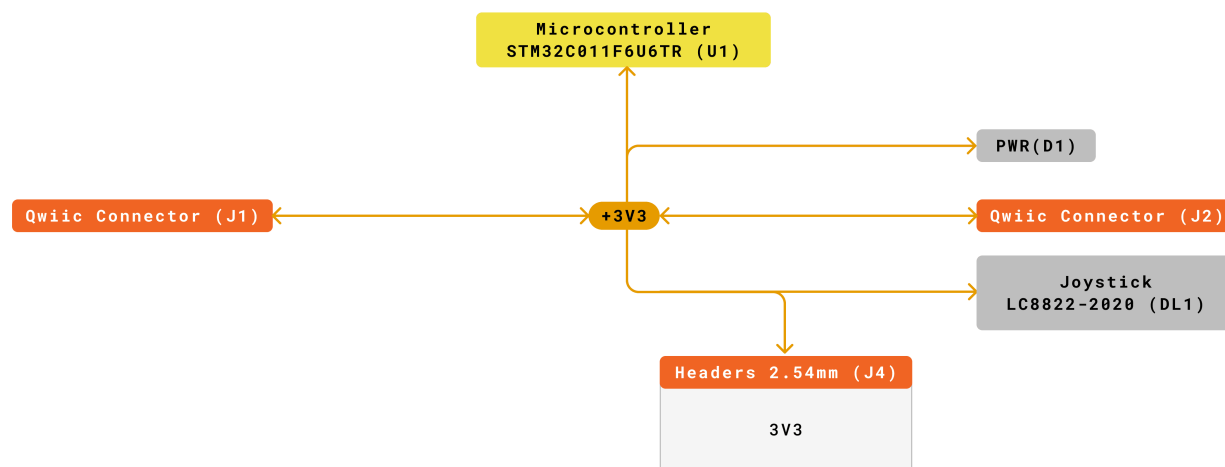 Microcontroller
STM32C011F6U6TR (U1)
PWR(D1)
Qwiic Connector (J1)
+3V3
Qwiic Connector (J2)
Joystick
LC8822-2020 (DL1)
Headers 2.54mm (J4)
3V3